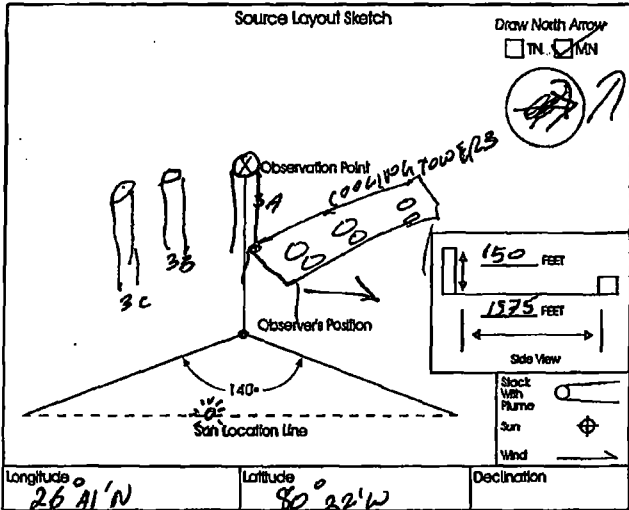 Source Layout Sketch
Draw North Arrow
TN MN
Observation Point
COOLING TOWERS
3A
3B
3C
150 FEET
1575 FEET
Side View
Observer's Position
140°
Sun Location Line
Stack
With
Plume
Sun
Wind
Longitude 26° 41' N
Latitude 80° 22' W
Declination